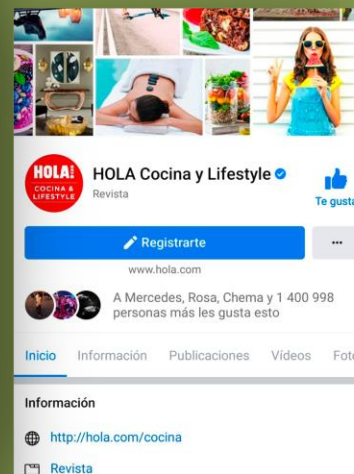 HOLA!
COCINA &
LIFESTYLE
HOLA Cocina y Lifestyle
Revista
Te gusta
Registrarte
www.hola.com
A Mercedes, Rosa, Chema y 1 400 998
personas más les gusta esto
Inicio Información Publicaciones Vídeos Foto
Información
http://hola.com/cocina
Revista